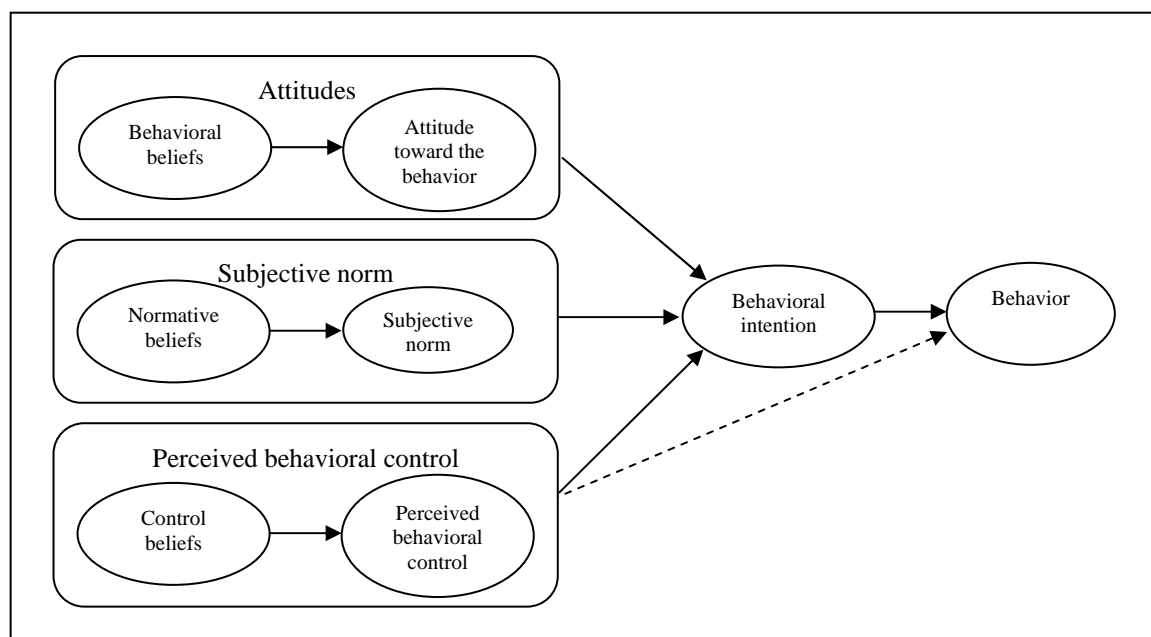 Attitudes
Behavioral
beliefs
Attitude
toward the
behavior
Subjective norm
Normative
beliefs
Subjective
norm
Perceived behavioral control
Control
beliefs
Perceived
behavioral
control
Behavioral
intention
Behavior